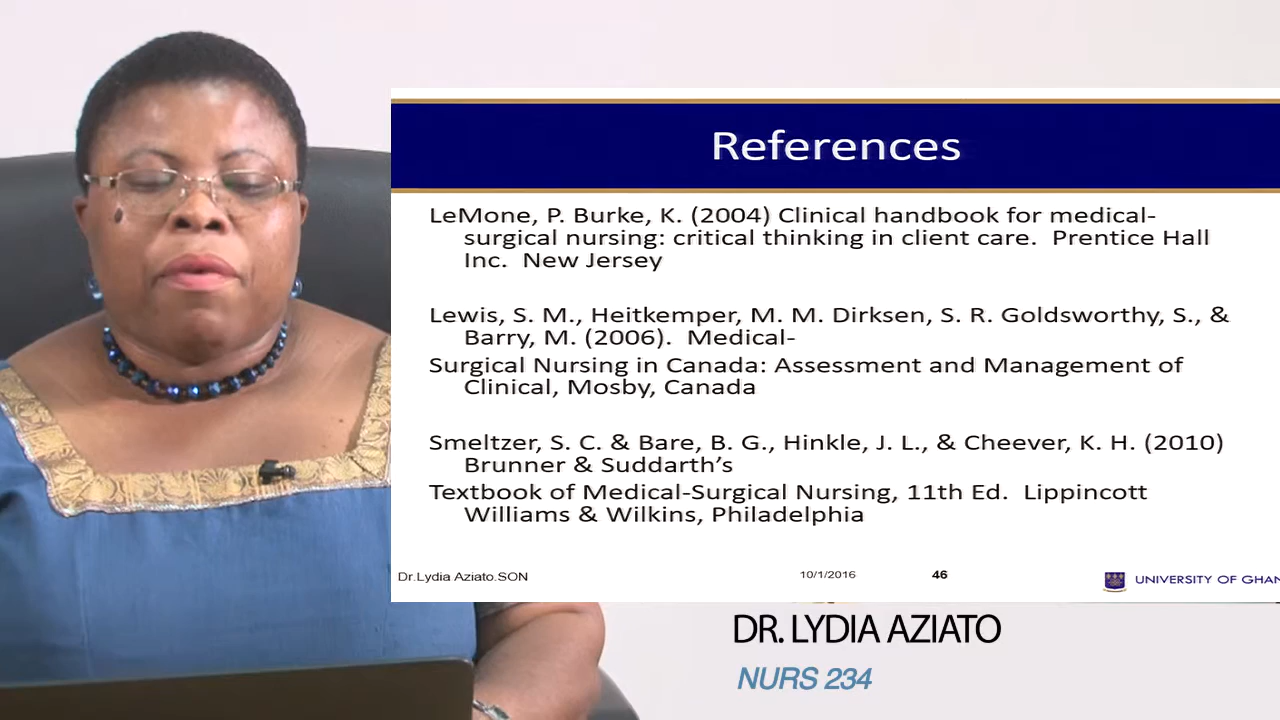 References
LeMone, P. Burke, K. (2004) Clinical handbook for medical-
surgical nursing: critical thinking in client care.  Prentice Hall
Inc.  New Jersey
Lewis, S. M., Heitkemper, M. M. Dirksen, S. R. Goldsworthy, S., &
Barry, M. (2006).  Medical-
Surgical Nursing in Canada: Assessment and Management of
Clinical, Mosby, Canada
Smeltzer, S. C. & Bare, B. G., Hinkle, J. L., & Cheever, K. H. (2010)
Brunner & Suddarth’s
Textbook of Medical-Surgical Nursing, 11th Ed.  Lippincott
Williams & Wilkins, Philadelphia
Dr.Lydia Aziato.SON
10/1/2016
46
UNIVERSITY OF GHAN
DR. LYDIA AZIATO
NURS 234